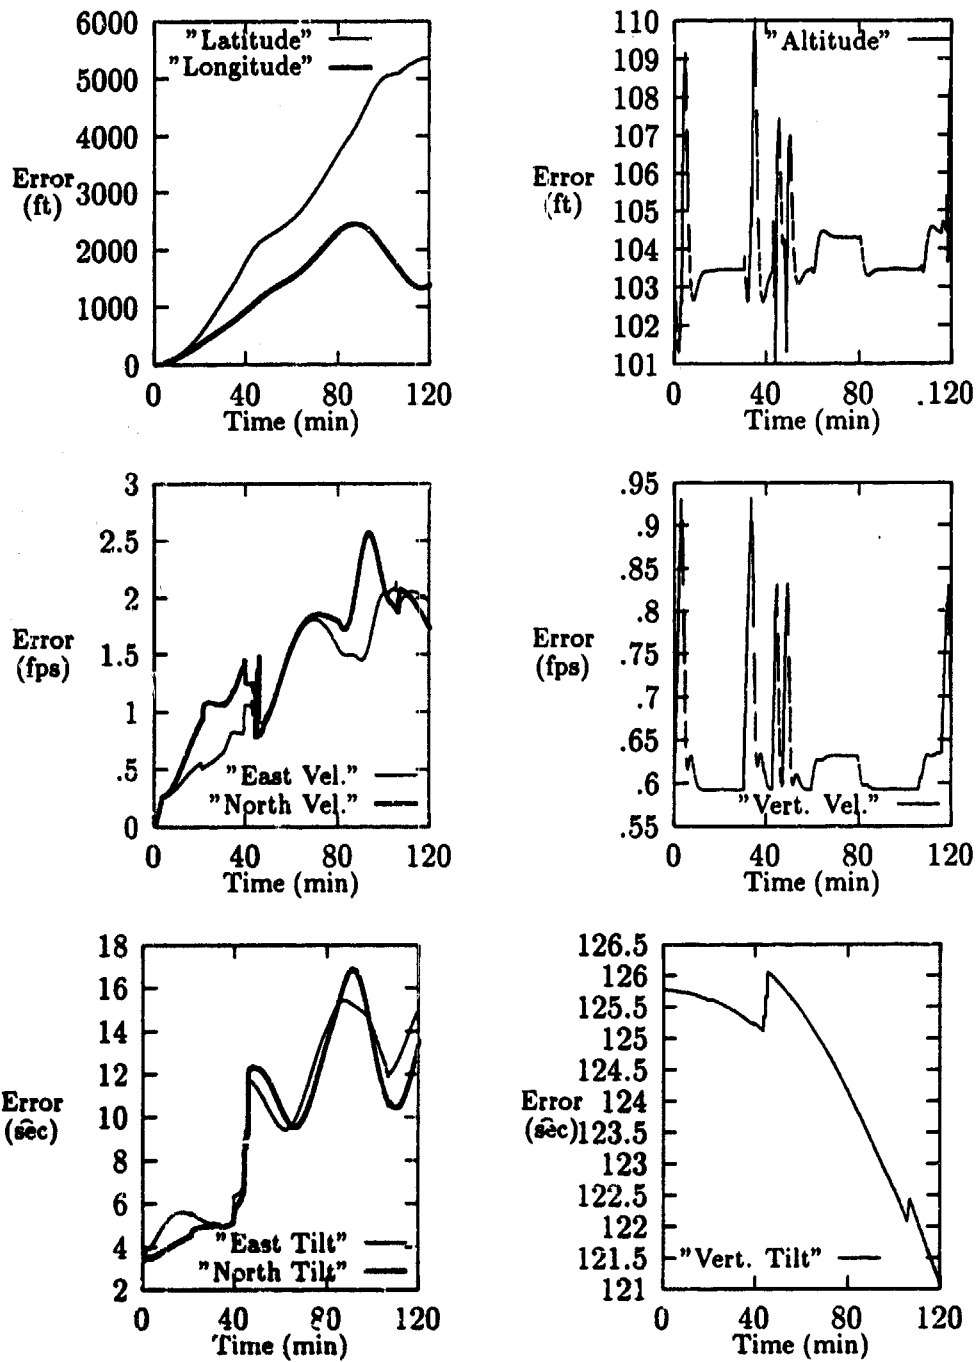 6000
5000
4000
3000
2000
1000
0
Error
(ft)
"Latitude"
"Longitude"
0 40 80 120
Time (min)
110
109
108
107
106
105
104
103
102
101
Error
(ft)
"Altitude"
0 40 80 .120
Time (min)
3
2.5
2
1.5
1
.5
0
Error
(fps)
"East Vel."
"North Vel."
0 40 80 120
Time (min)
.95
.9
.85
.8
.75
.7
.65
.6
.55
Error
(fps)
"Vert. Vel."
0 40 80 120
Time (min)
18
16
14
12
10
8
6
4
2
Error
(sec)
"East Tilt"
"North Tilt"
0 40 80 120
Time (min)
126.5
126
125.5
125
124.5
124
123.5
123
122.5
122
121.5
121
Error
(sec)
"Vert. Tilt"
0 40 80 120
Time (min)